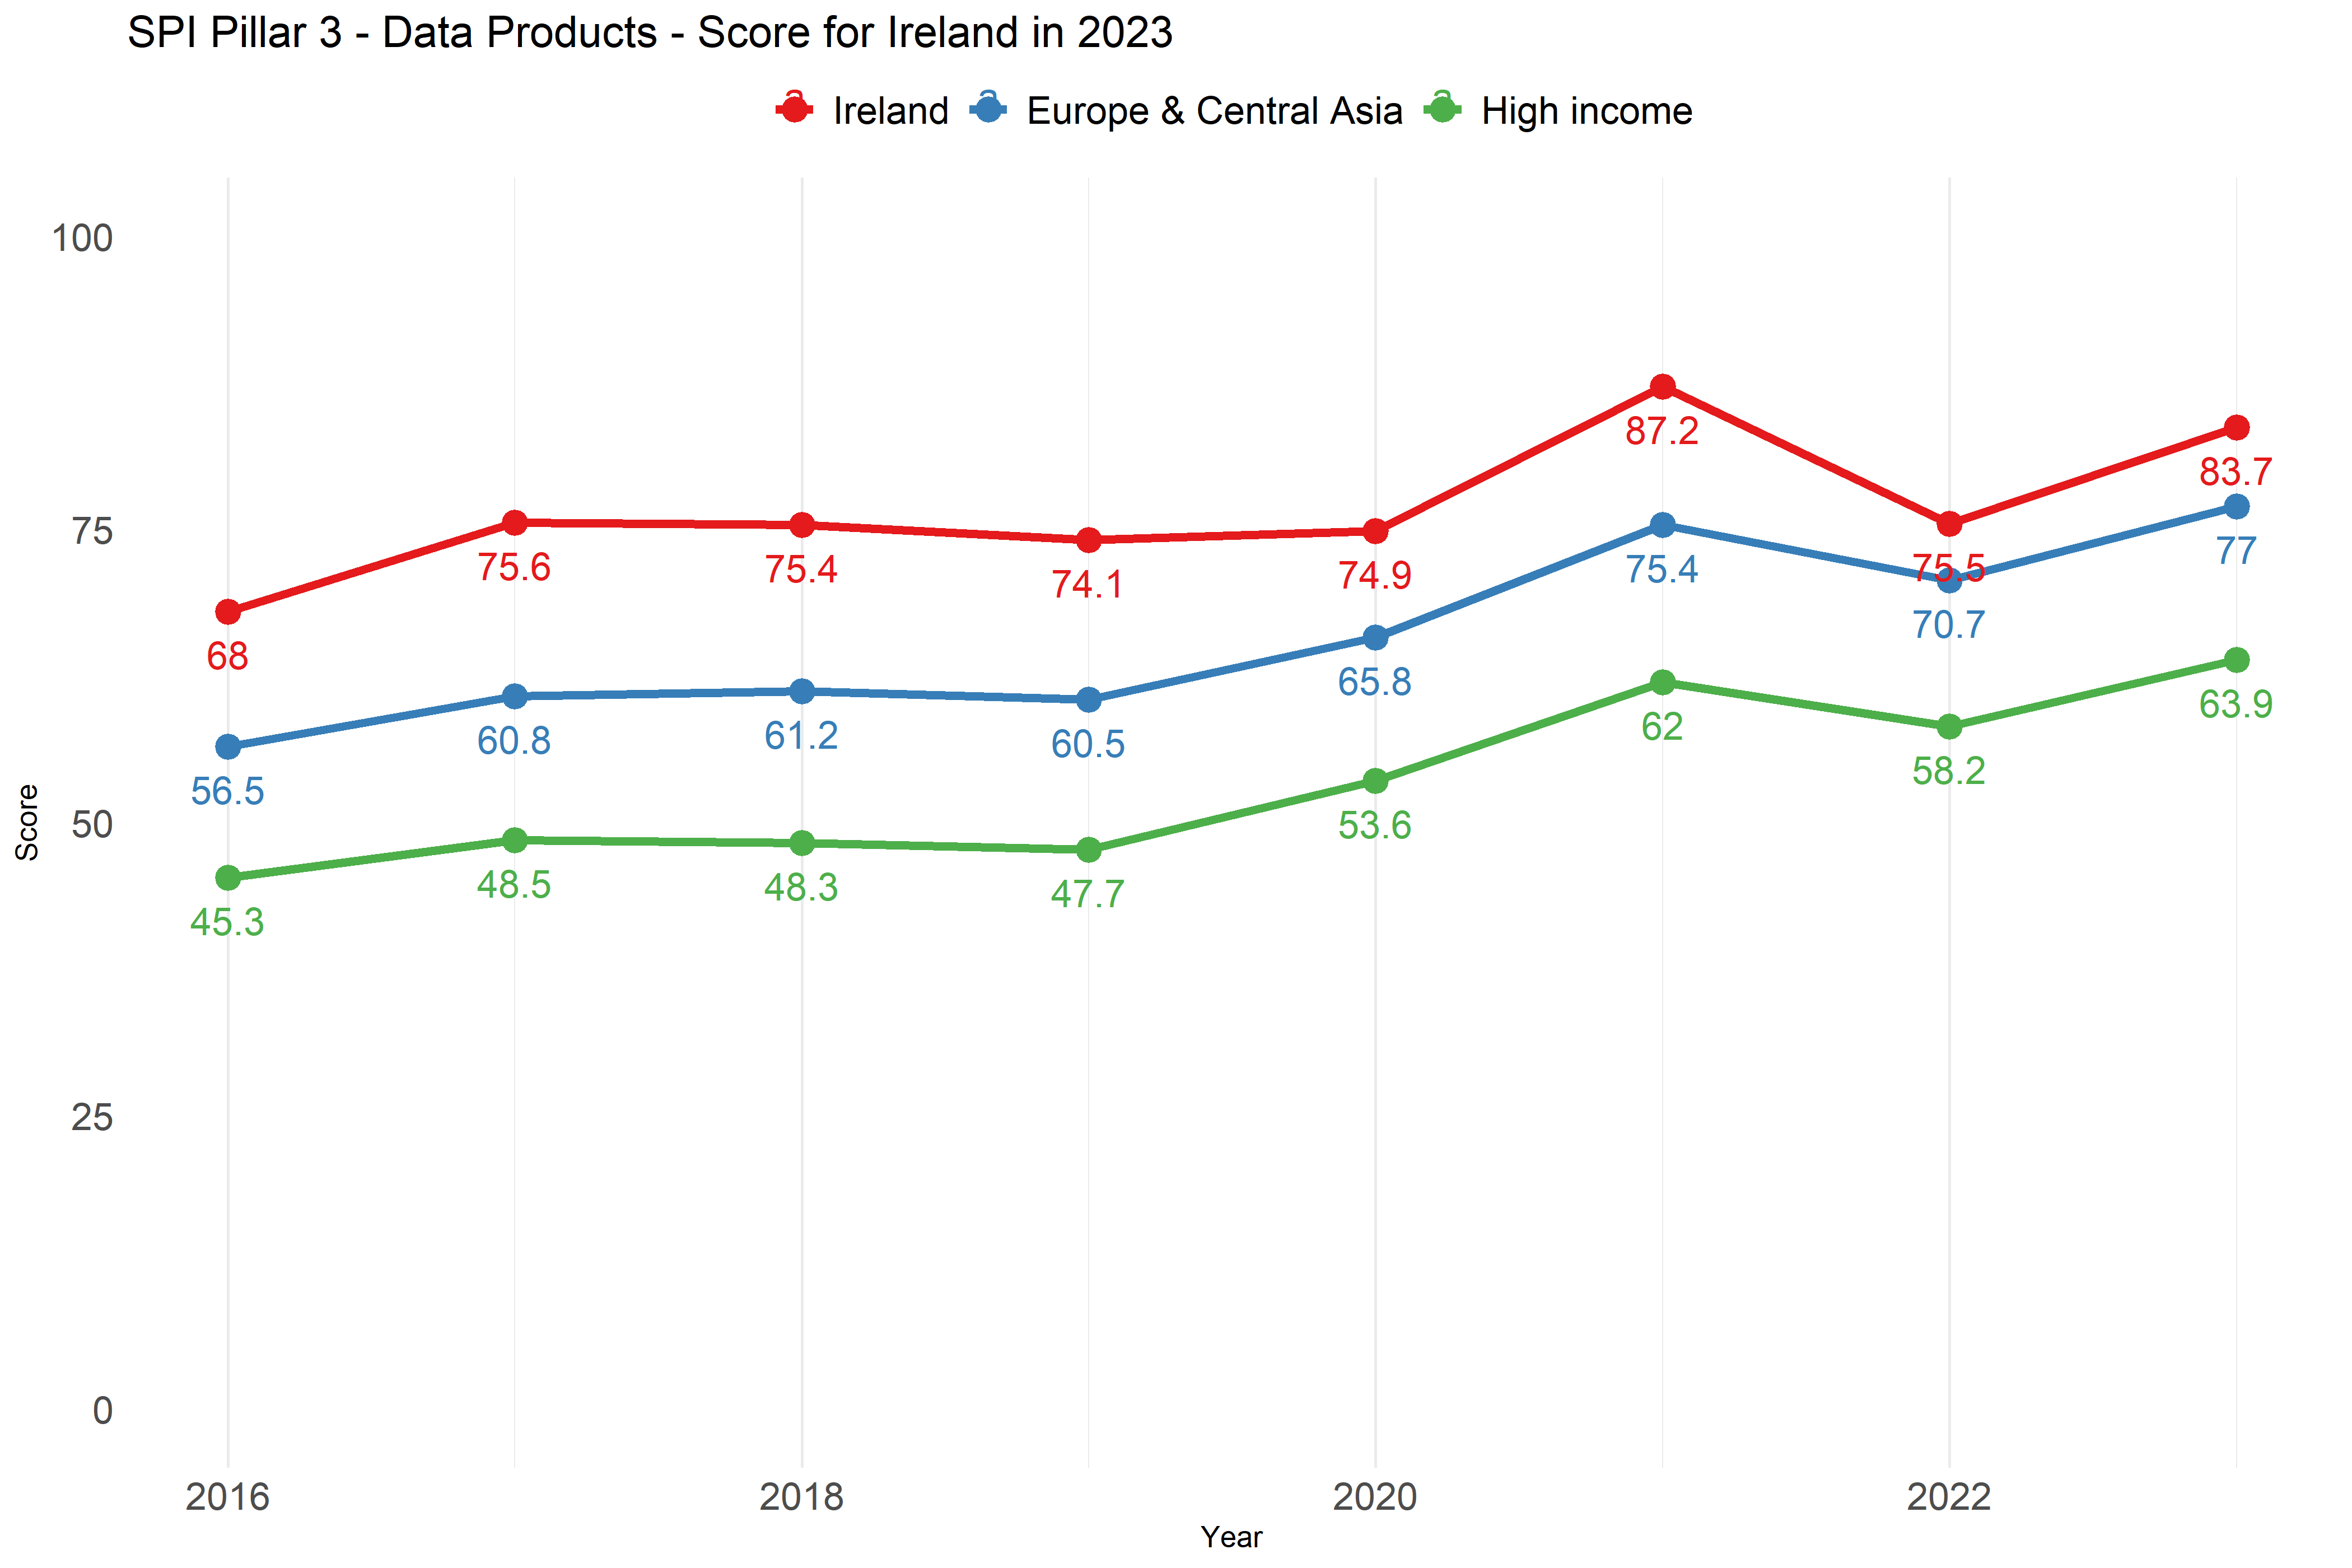 SPI Pillar 3 - Data Products - Score for Ireland in 2023
Ireland Europe & Central Asia High income
100
75
50
25
0
Score
68 75.6 75.4 74.1 74.9 87.2 75.5 83.7
56.5 60.8 61.2 60.5 65.8 75.4 70.7 77
45.3 48.5 48.3 47.7 53.6 62 58.2 63.9
2016 2018 2020 2022
Year